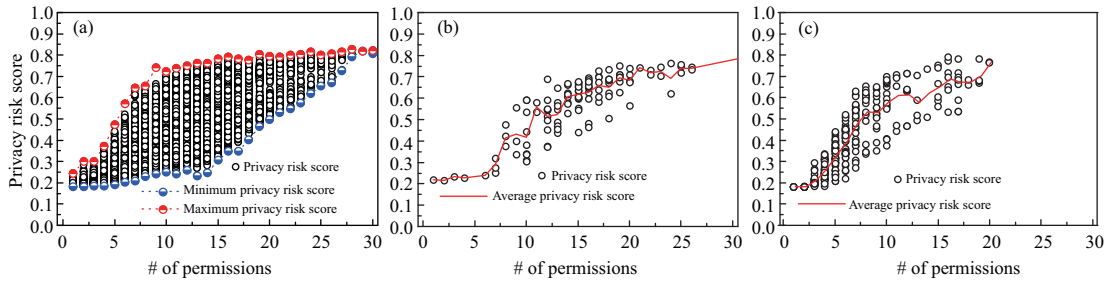 (a)
Privacy risk score
1.0
0.9
0.8
0.7
0.6
0.5
0.4
0.3
0.2
0.1
0.0
Privacy risk score
Minimum privacy risk score
Maximum privacy risk score
0 5 10 15 20 25 30
# of permissions
(b)
1.0
0.9
0.8
0.7
0.6
0.5
0.4
0.3
0.2
0.1
0.0
Privacy risk score
Average privacy risk score
0 5 10 15 20 25 30
# of permissions
(c)
1.0
0.9
0.8
0.7
0.6
0.5
0.4
0.3
0.2
0.1
0.0
Privacy risk score
Average privacy risk score
0 5 10 15 20 25 30
# of permissions